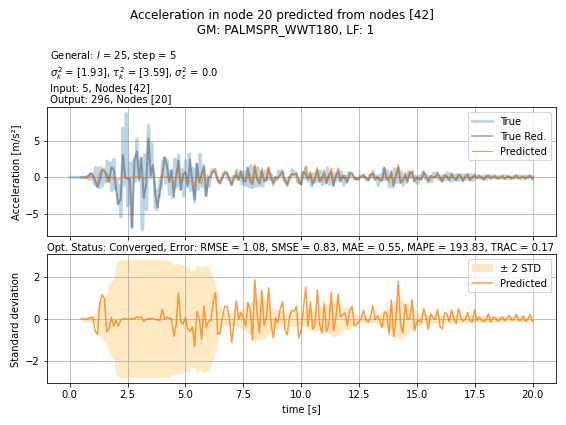 Acceleration in node 20 predicted from nodes [42]
GM: PALMSPR_WWT180, LF: 1
General: l = 25, step = 5
σ²ₖ = [1.93], τ²ₖ = [3.59], σ²ε = 0.0
Input: 5, Nodes [42]
Output: 296, Nodes [20]
True
True Red.
Predicted
5
0
−5
Acceleration [m/s²]
Opt. Status: Converged, Error: RMSE = 1.08, SMSE = 0.83, MAE = 0.55, MAPE = 193.83, TRAC = 0.17
± 2 STD
Predicted
2
0
−2
Standard deviation
0.0 2.5 5.0 7.5 10.0 12.5 15.0 17.5 20.0
time [s]